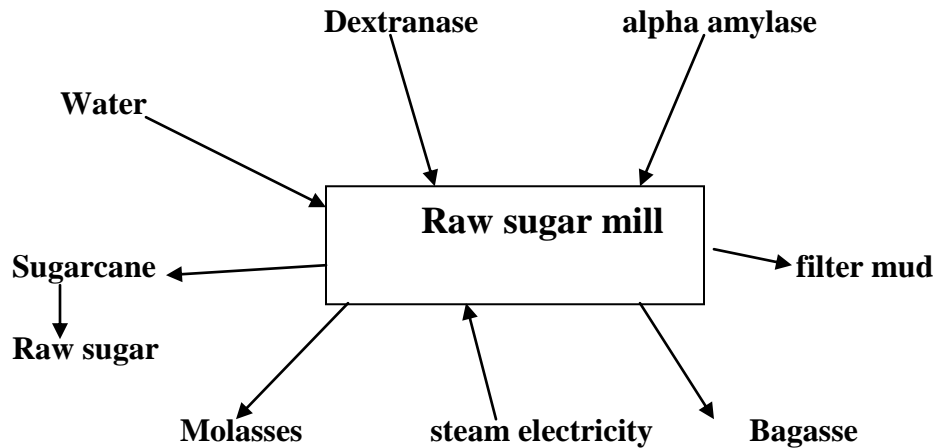 Dextranase
alpha amylase
Water
Raw sugar mill
Sugarcane
filter mud
Raw sugar
Molasses
steam electricity
Bagasse